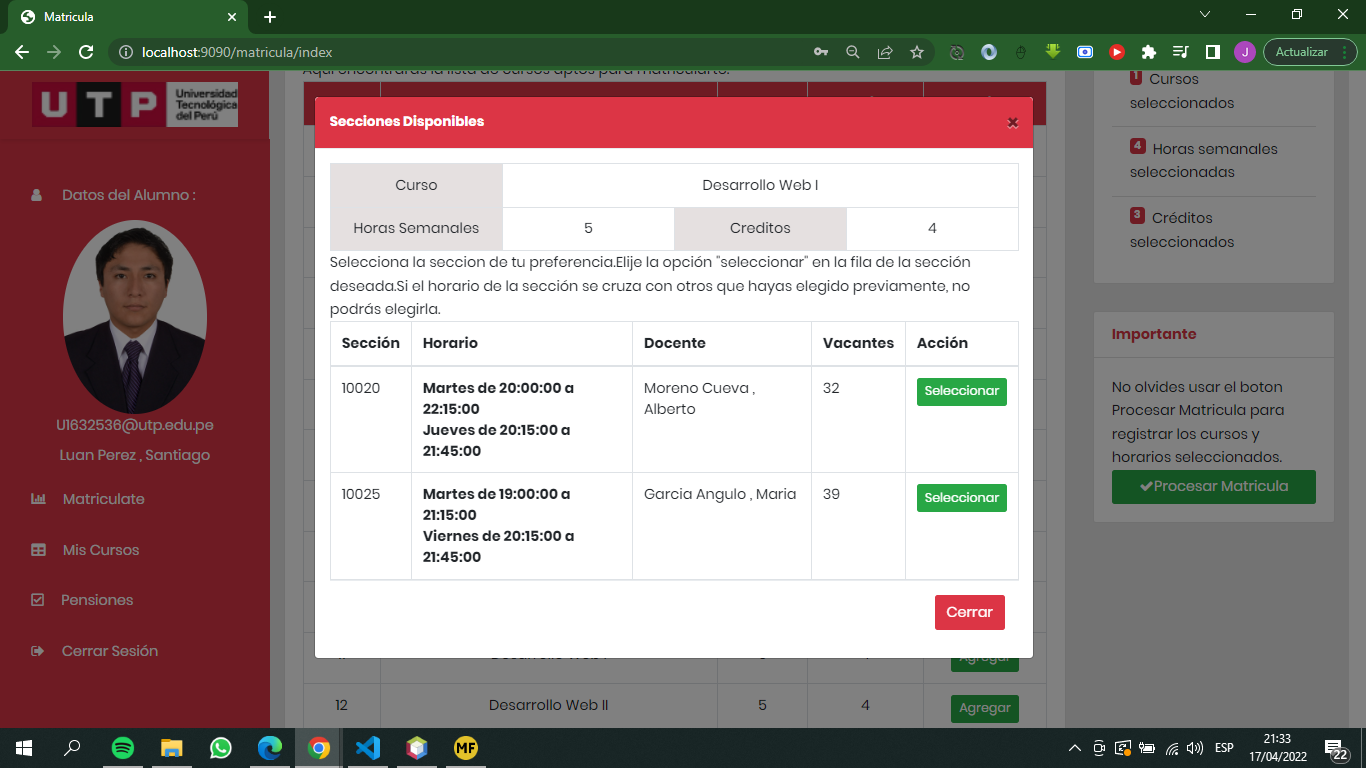 Matricula
localhost:9090/matricula/index
J
Actualizar
UTP
Universidad
Tecnológica
del Perú
Datos del Alumno :
U1632536@utp.edu.pe
Luan Perez , Santiago
Matriculate
Mis Cursos
Pensiones
Cerrar Sesión
Aqui encontraras la lista de cursos aptos para matricularte.
Secciones Disponibles
×
Curso
Desarrollo Web I
Horas Semanales
5
Creditos
4
Selecciona la seccion de tu preferencia.Elije la opción "seleccionar" en la fila de la sección
deseada.Si el horario de la sección se cruza con otros que hayas elegido previamente, no
podrás elegirla.
Sección Horario Docente Vacantes Acción
10020 Martes de 20:00:00 a Moreno Cueva , 32 Seleccionar
22:15:00 Alberto
Jueves de 20:15:00 a
21:45:00
10025 Martes de 19:00:00 a Garcia Angulo , Maria 39 Seleccionar
21:15:00
Viernes de 20:15:00 a
21:45:00
Cerrar
Agregar
12 Desarrollo Web II 5 4 Agregar
1 Cursos
seleccionados
4 Horas semanales
seleccionadas
3 Créditos
seleccionados
Importante
No olvides usar el boton
Procesar Matricula para
registrar los cursos y
horarios seleccionados.
Procesar Matricula
MF
ESP
21:33
17/04/2022
22